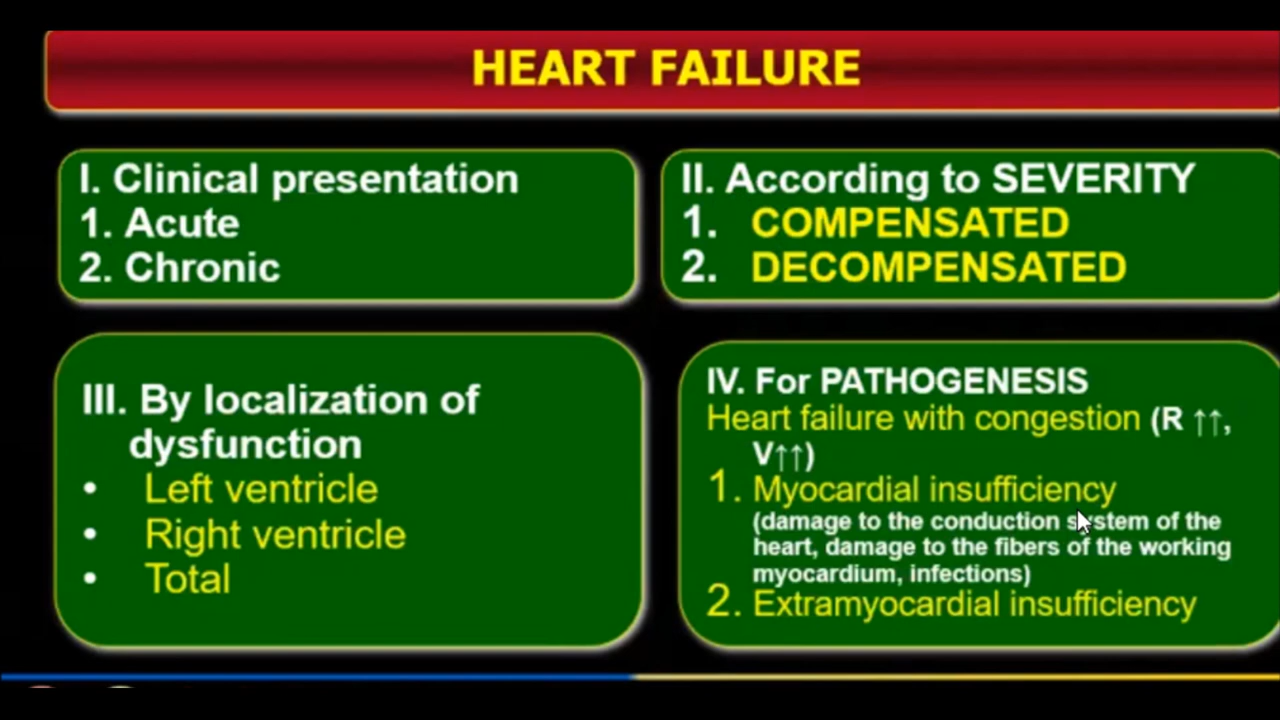 HEART FAILURE
I. Clinical presentation
1. Acute
2. Chronic
II. According to SEVERITY
1. COMPENSATED
2. DECOMPENSATED
III. By localization of
dysfunction
• Left ventricle
• Right ventricle
• Total
IV. For PATHOGENESIS
Heart failure with congestion (R ↑↑,
V↑↑)
1. Myocardial insufficiency
(damage to the conduction system of the
heart, damage to the fibers of the working
myocardium, infections)
2. Extramyocardial insufficiency